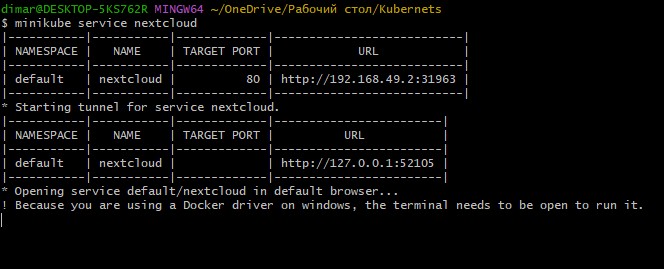 dimar@DESKTOP-5KS762R MINGW64 ~/OneDrive/Рабочий стол/Kubernets
$ minikube service nextcloud
|-----------|-----------|-------------|---------------------------|
| NAMESPACE |   NAME    | TARGET PORT |            URL            |
|-----------|-----------|-------------|---------------------------|
| default   | nextcloud |          80 | http://192.168.49.2:31963 |
|-----------|-----------|-------------|---------------------------|
* Starting tunnel for service nextcloud.
|-----------|-----------|-------------|------------------------|
| NAMESPACE |   NAME    | TARGET PORT |          URL           |
|-----------|-----------|-------------|------------------------|
| default   | nextcloud |             | http://127.0.0.1:52105 |
|-----------|-----------|-------------|------------------------|
* Opening service default/nextcloud in default browser...
! Because you are using a Docker driver on windows, the terminal needs to be open to run it.